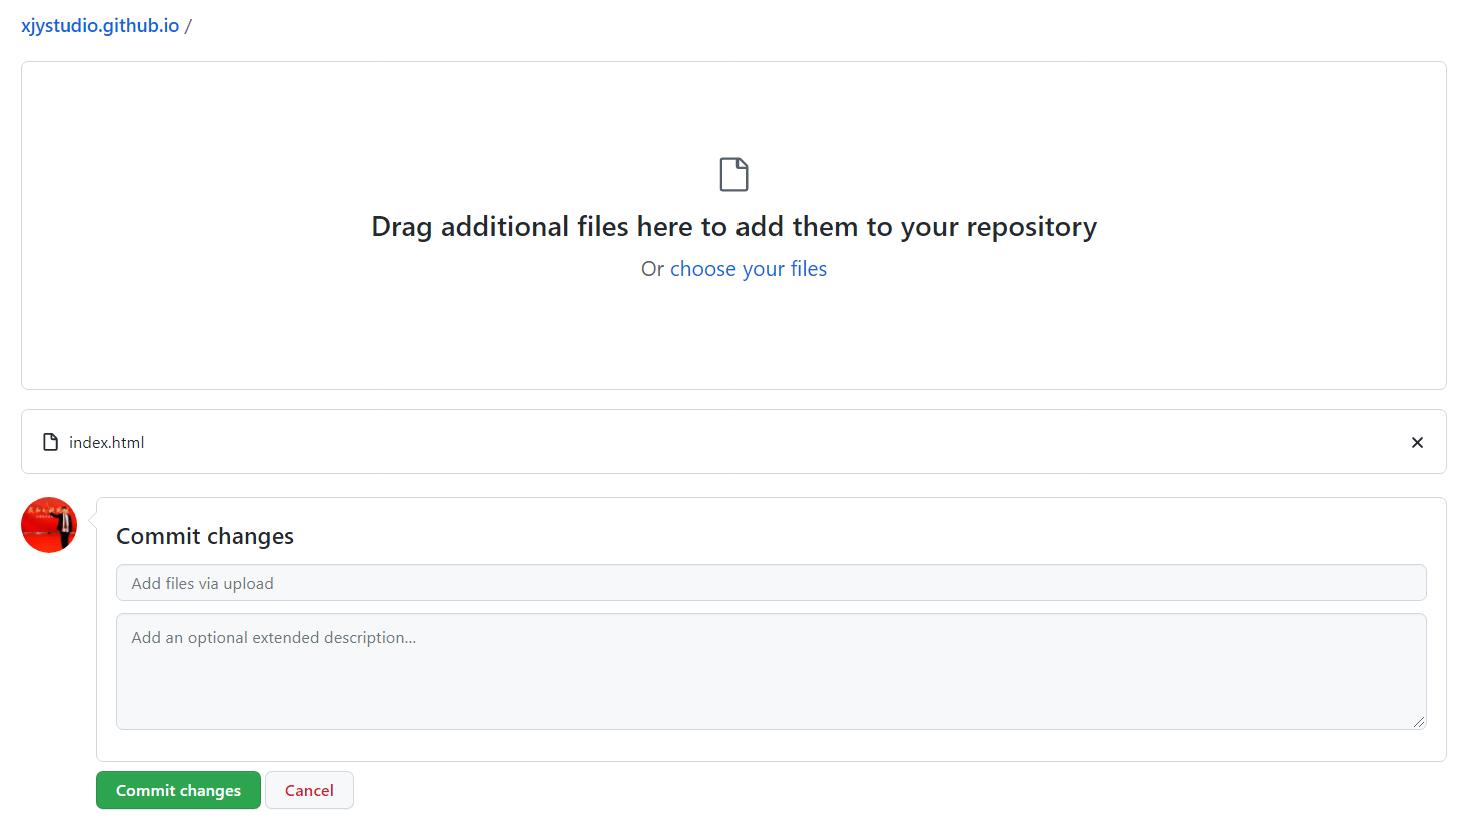 xjystudio.github.io /
Drag additional files here to add them to your repository
Or choose your files
index.html
Commit changes
Add files via upload
Add an optional extended description...
Commit changes
Cancel